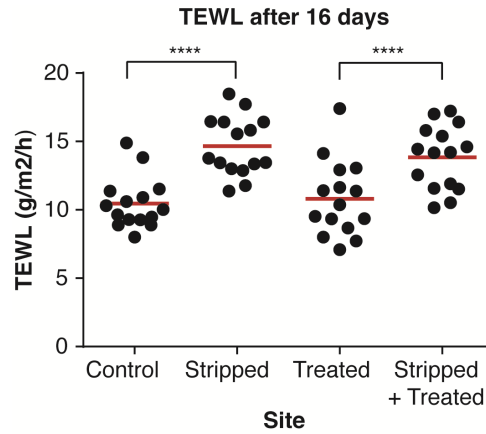 TEWL after 16 days
**** ****
TEWL (g/m2/h)
20
15
10
5
0
Control Stripped Treated Stripped
+ Treated
Site